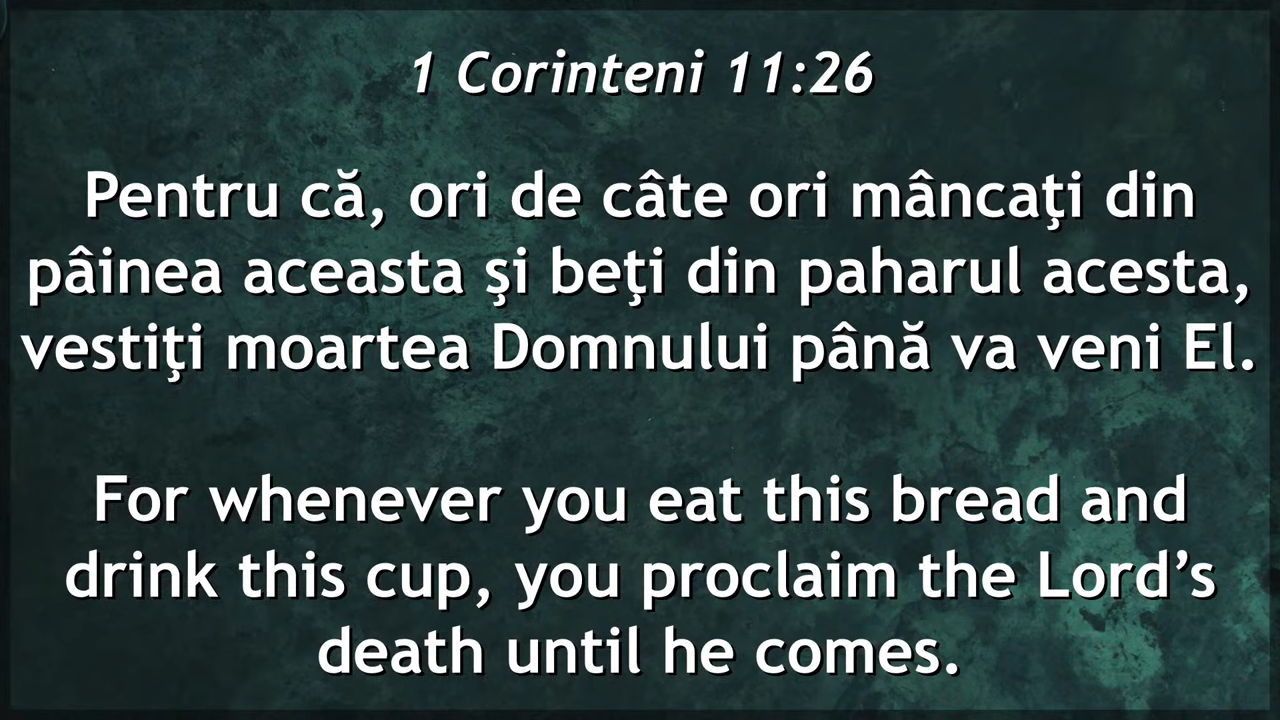 1 Corinteni 11:26
Pentru că, ori de câte ori mâncaţi din
pâinea aceasta şi beţi din paharul acesta,
vestiţi moartea Domnului până va veni El.
For whenever you eat this bread and
drink this cup, you proclaim the Lord’s
death until he comes.